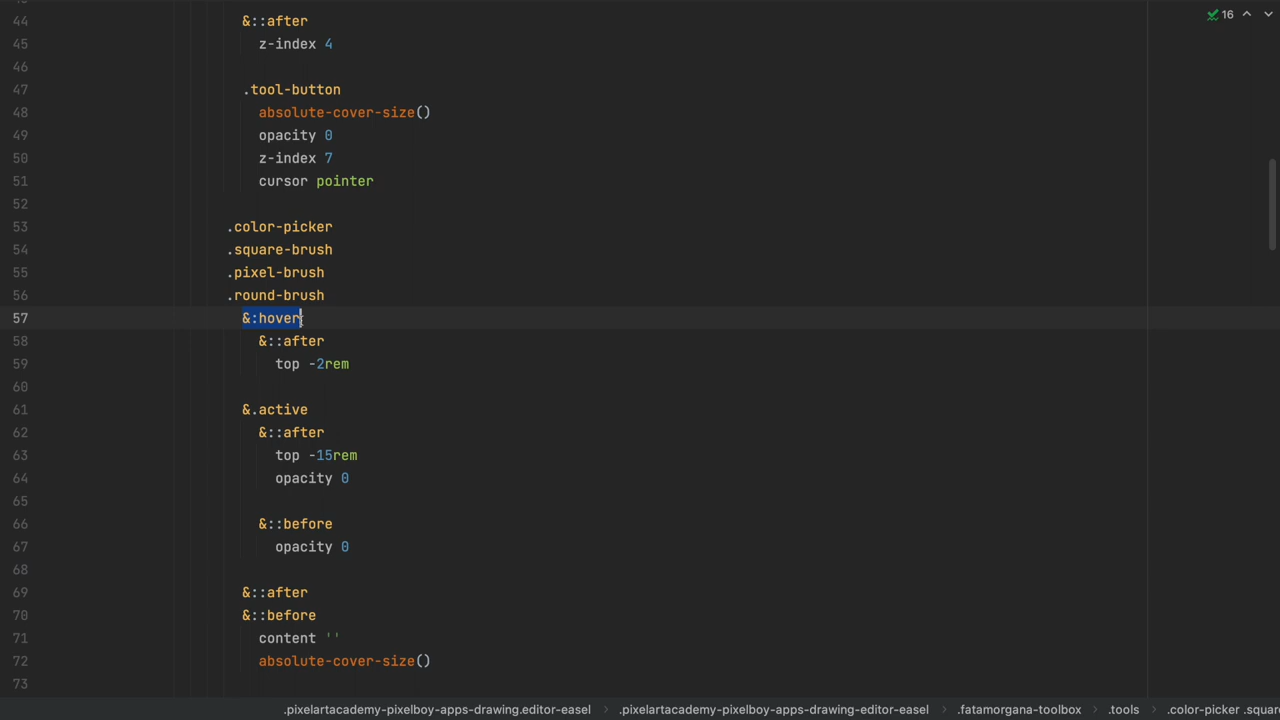 44 &::after
16
45 z-index 4
46
47 .tool-button
48 absolute-cover-size()
49 opacity 0
50 z-index 7
51 cursor pointer
52
53 .color-picker
54 .square-brush
55 .pixel-brush
56 .round-brush
57 &:hover
58 &::after
59 top -2rem
60
61 &.active
62 &::after
63 top -15rem
64 opacity 0
65
66 &::before
67 opacity 0
68
69 &::after
70 &::before
71 content ''
72 absolute-cover-size()
73
.pixelartacademy-pixelboy-apps-drawing.editor-easel > .pixelartacademy-pixelboy-apps-drawing-editor-easel > .fatamorgana-toolbox > .tools > .color-picker .squar